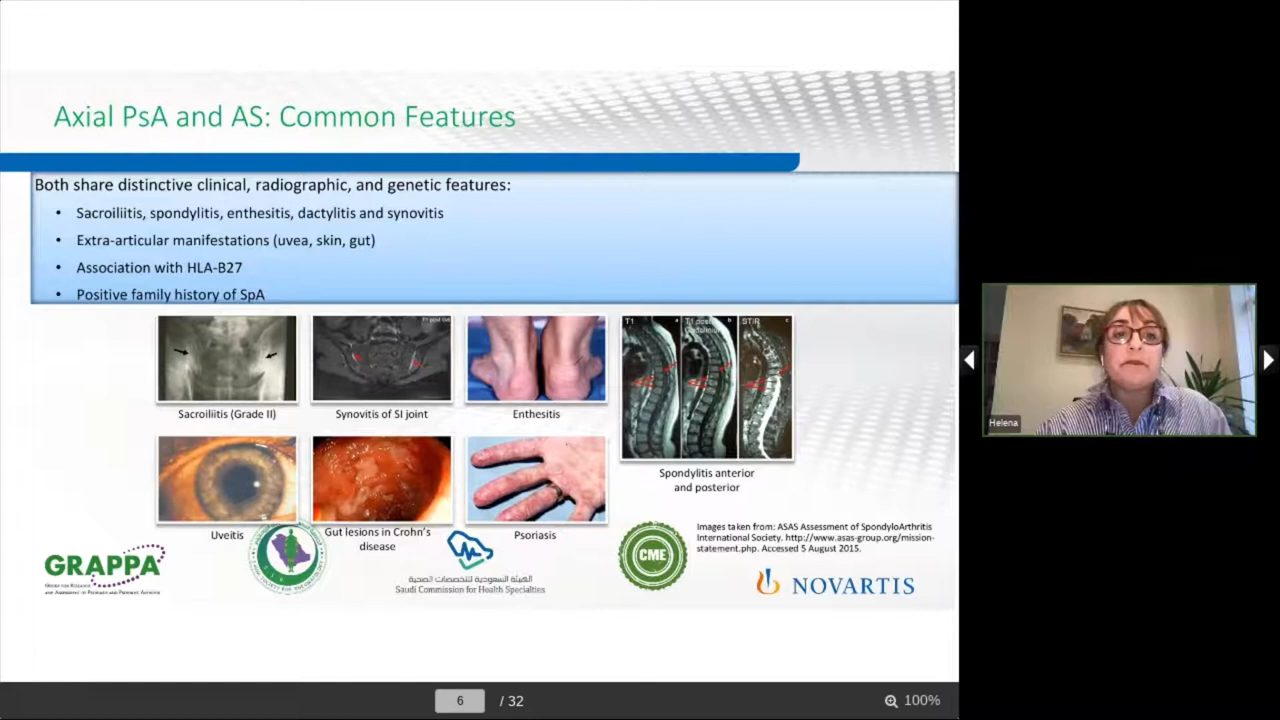 Axial PsA and AS: Common Features
Both share distinctive clinical, radiographic, and genetic features:
• Sacroiliitis, spondylitis, enthesitis, dactylitis and synovitis
• Extra-articular manifestations (uvea, skin, gut)
• Association with HLA-B27
• Positive family history of SpA
T1 a
T1 post Gadolinium b
STIR c
Sacroiliitis (Grade II)
Synovitis of SI joint
Enthesitis
Spondylitis anterior
and posterior
Uveitis
Gut lesions in Crohn's
disease
Psoriasis
Images taken from: ASAS Assessment of SpondyloArthritis
International Society. http://www.asas-group.org/mission-
statement.php. Accessed 5 August 2015.
GRAPPA
CME
الهيئة السعودية للتخصصات الصحية
Saudi Commission for Health Specialties
NOVARTIS
Helena
6 / 32
100%